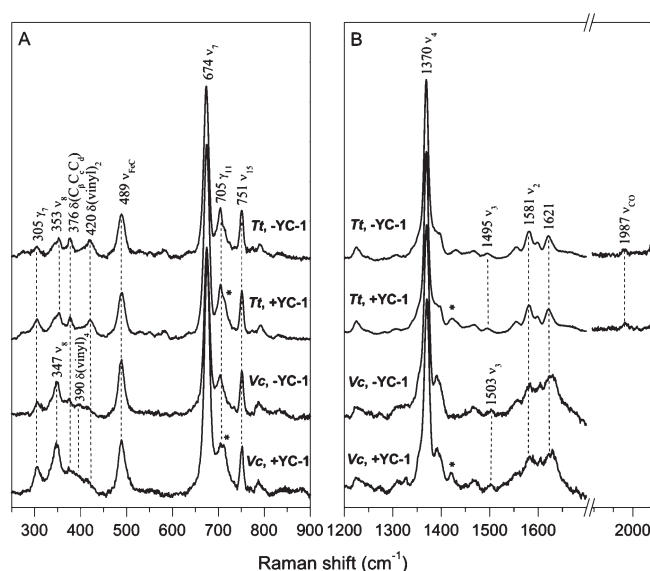 A
B
305 γ₇
353 ν₈
376 δ(CβCcCd)
420 δ(vinyl)₂
489 νFeC
674 ν₇
705 γ₁₁
751 ν₁₅
1370 ν₄
1495 ν₃
1581 ν₂
1621
1987 νCO
Tt, -YC-1
Tt, -YC-1
Tt, +YC-1
*
Tt, +YC-1
*
347 ν₈
390 δ(vinyl)₄
Vc, -YC-1
Vc, -YC-1
1503 ν₃
Vc, +YC-1
*
Vc, +YC-1
*
300 400 500 600 700 800 900
1200 1300 1400 1500 1600 2000
Raman shift (cm⁻¹)